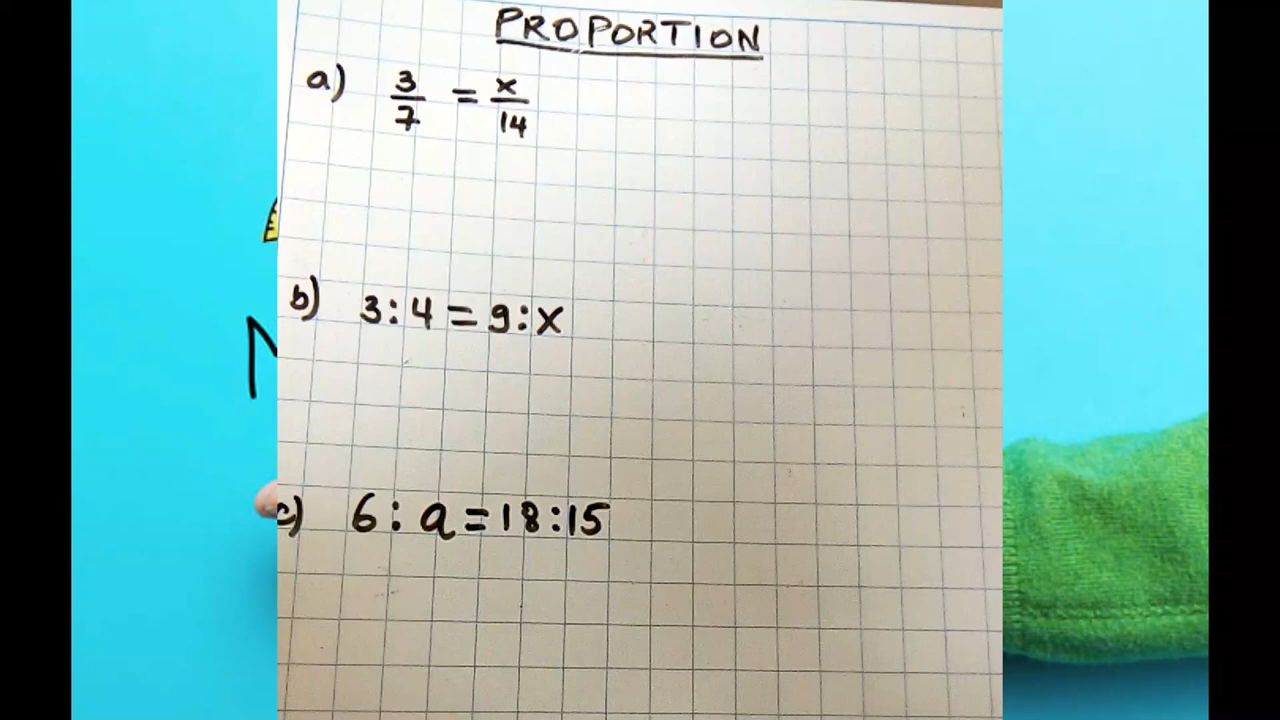 PROPORTION
a) 3/7 = x/14
b) 3:4 = 9:x
c) 6:a = 18:15